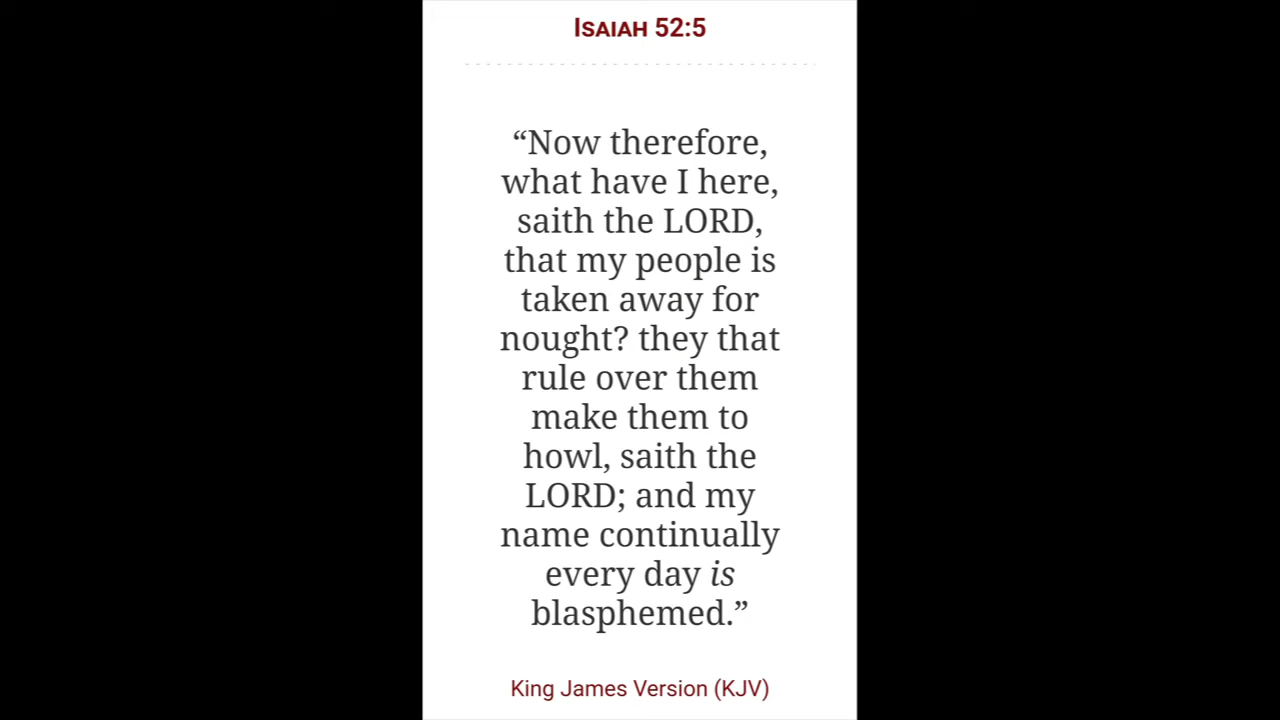 Isaiah 52:5
“Now therefore,
what have I here,
saith the LORD,
that my people is
taken away for
nought? they that
rule over them
make them to
howl, saith the
LORD; and my
name continually
every day is
blasphemed.”
King James Version (KJV)